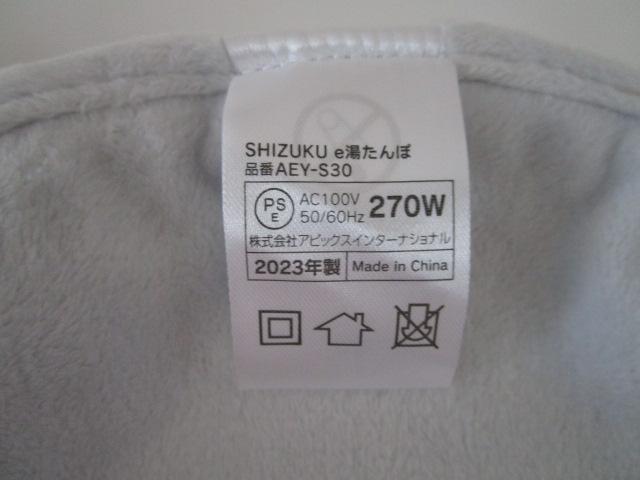 SHIZUKU e湯たんぽ
品番AEY-S30
PS
E
AC100V
50/60Hz
270W
株式会社アピックスインターナショナル
2023年製
Made in China